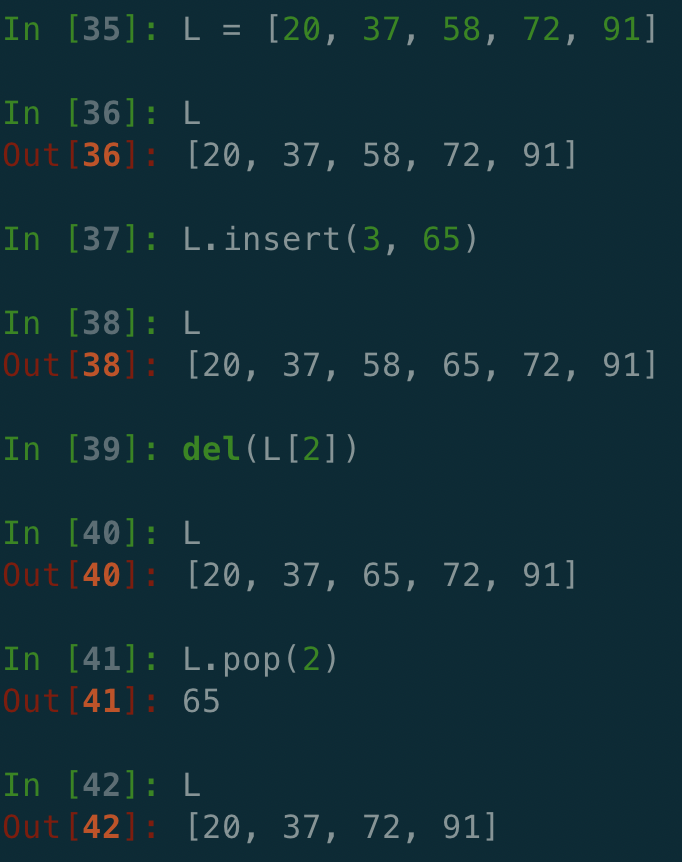 In [35]: L = [20, 37, 58, 72, 91]
In [36]: L
Out[36]: [20, 37, 58, 72, 91]
In [37]: L.insert(3, 65)
In [38]: L
Out[38]: [20, 37, 58, 65, 72, 91]
In [39]: del(L[2])
In [40]: L
Out[40]: [20, 37, 65, 72, 91]
In [41]: L.pop(2)
Out[41]: 65
In [42]: L
Out[42]: [20, 37, 72, 91]